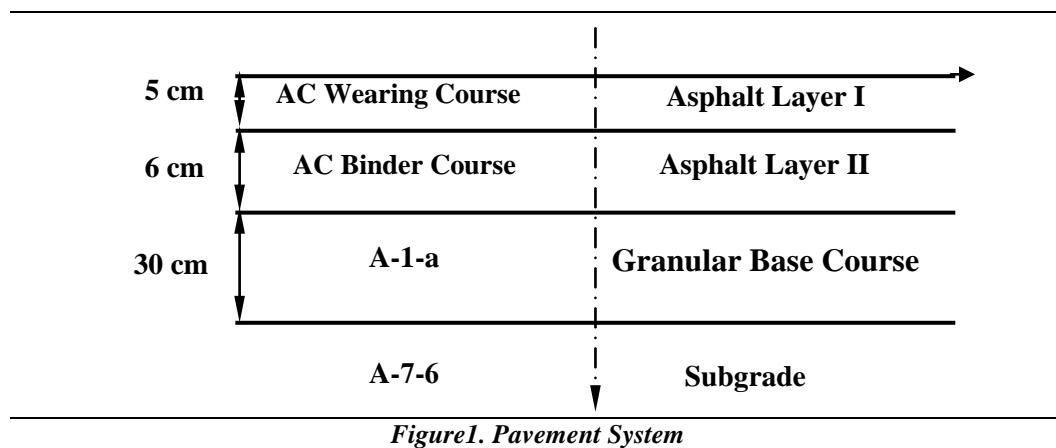 5 cm AC Wearing Course Asphalt Layer I
6 cm AC Binder Course Asphalt Layer II
30 cm A-1-a Granular Base Course
A-7-6 Subgrade
Figure1. Pavement System